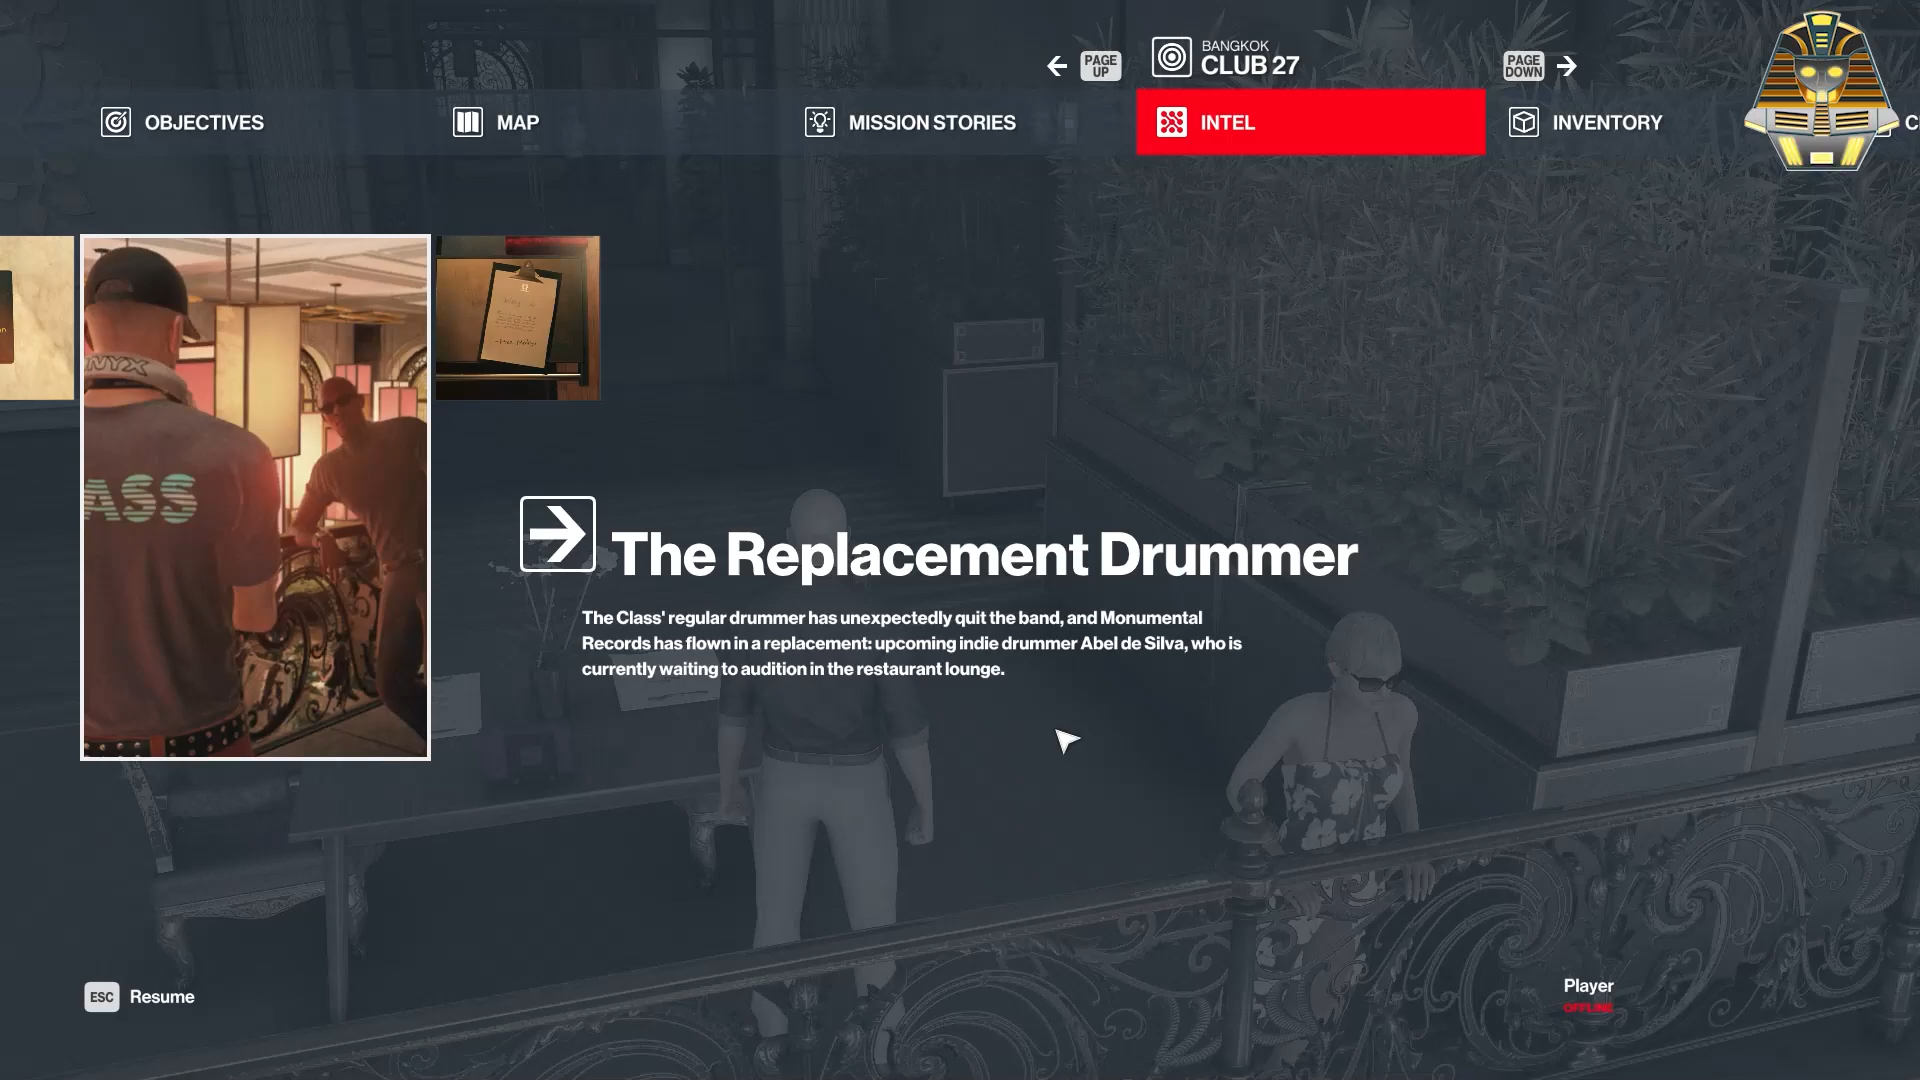 PAGE
UP
BANGKOK
CLUB 27
PAGE
DOWN
OBJECTIVES
MAP
MISSION STORIES
INTEL
INVENTORY
NYX
ASS
The Replacement Drummer
The Class' regular drummer has unexpectedly quit the band, and Monumental
Records has flown in a replacement: upcoming indie drummer Abel de Silva, who is
currently waiting to audition in the restaurant lounge.
ESC Resume
Player
OFFLINE